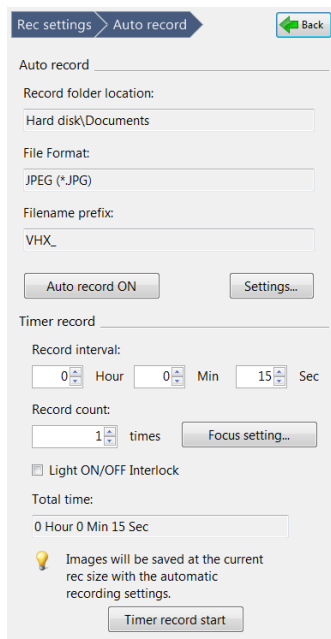 Rec settings Auto record Back
Auto record
Record folder location:
Hard disk\Documents
File Format:
JPEG (*.JPG)
Filename prefix:
VHX_
Auto record ON Settings...
Timer record
Record interval:
0 Hour 0 Min 15 Sec
Record count:
1 times Focus setting...
Light ON/OFF Interlock
Total time:
0 Hour 0 Min 15 Sec
Images will be saved at the current
rec size with the automatic
recording settings.
Timer record start